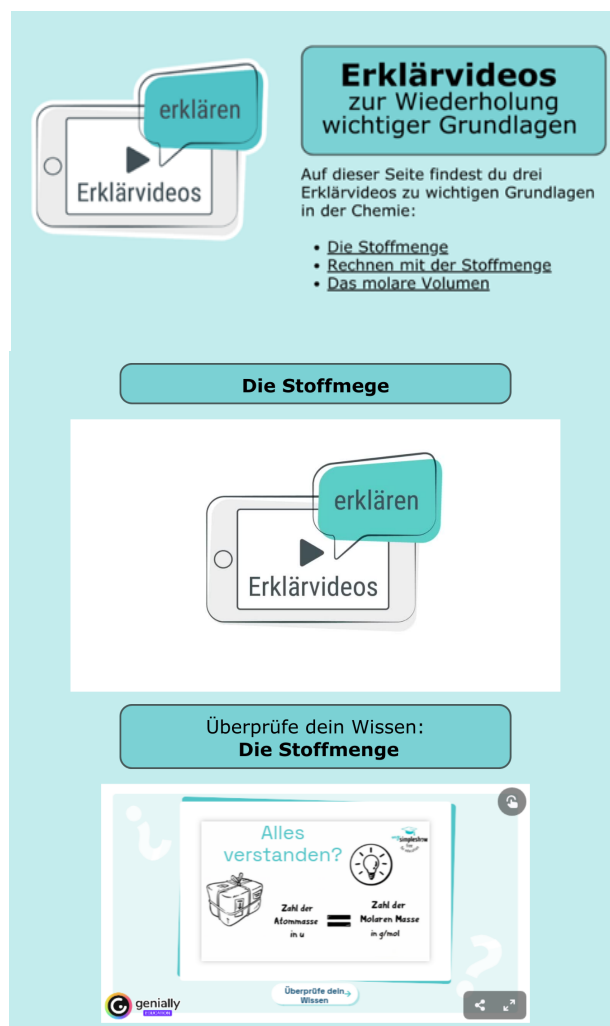 erklären
Erklärvideos
Erklärvideos
zur Wiederholung
wichtiger Grundlagen
Auf dieser Seite findest du drei
Erklärvideos zu wichtigen Grundlagen
in der Chemie:
• Die Stoffmenge
• Rechnen mit der Stoffmenge
• Das molare Volumen
Die Stoffmege
erklären
Erklärvideos
Überprüfe dein Wissen:
Die Stoffmenge
Alles
verstanden?
simpleshow
Zahl der
Atommasse
in u
=
Zahl der
Molaren Masse
in g/mol
Überprüfe dein
Wissen
genially
EDUCATION